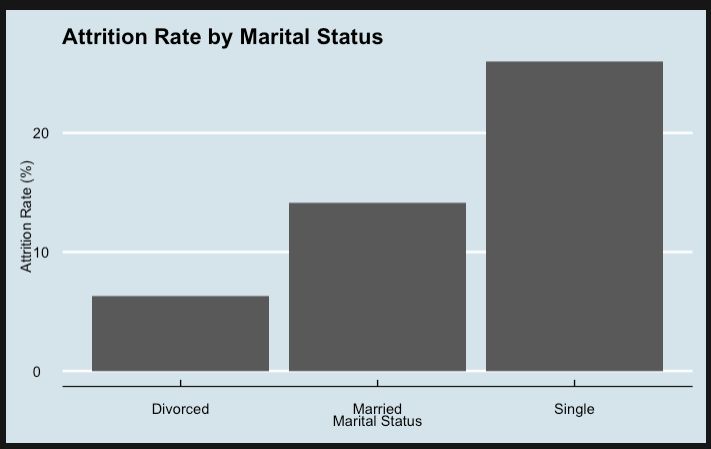 Attrition Rate by Marital Status
Attrition Rate (%)
20
10
0
Divorced Married Single
Marital Status